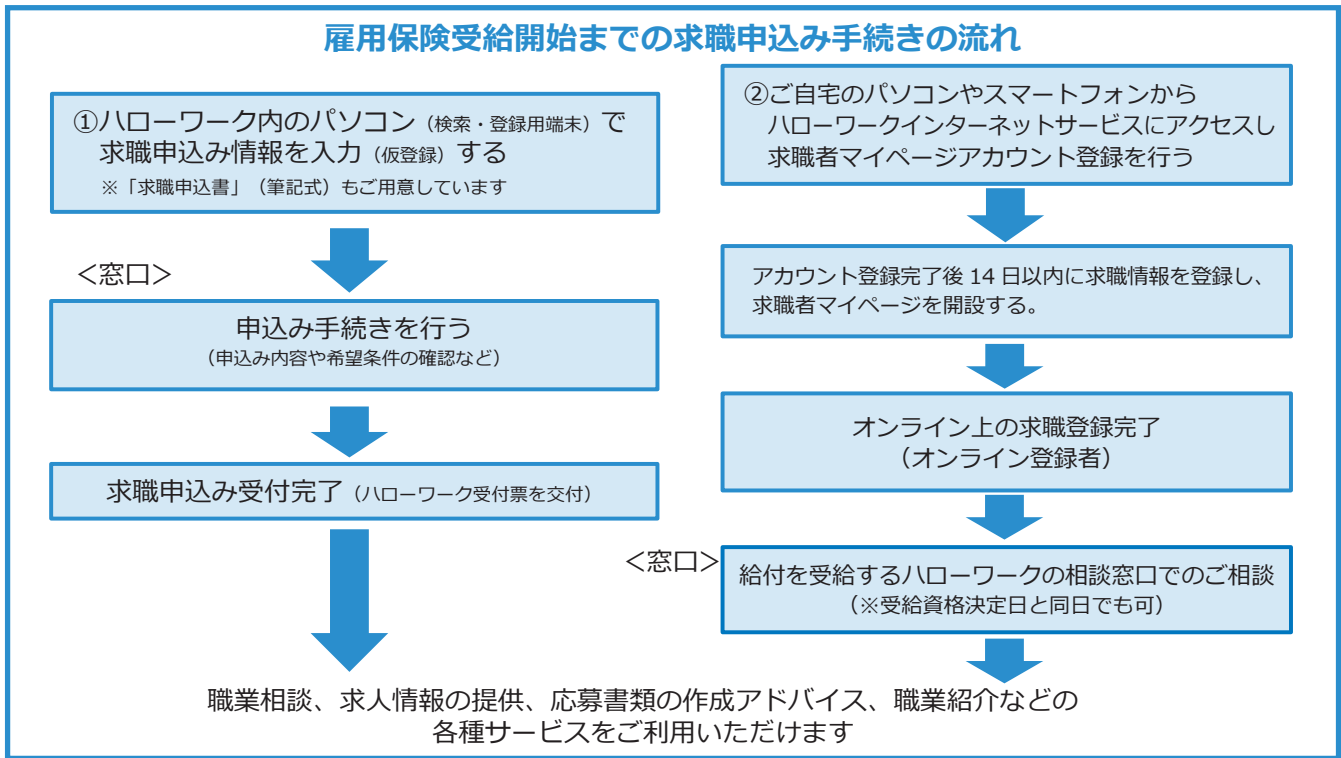 雇用保険受給開始までの求職申込み手続きの流れ
①ハローワーク内のパソコン（検索・登録用端末）で
求職申込み情報を入力（仮登録）する
※「求職申込書」（筆記式）もご用意しています
＜窓口＞
申込み手続きを行う
（申込み内容や希望条件の確認など）
求職申込み受付完了（ハローワーク受付票を交付）
②ご自宅のパソコンやスマートフォンから
ハローワークインターネットサービスにアクセスし
求職者マイページアカウント登録を行う
アカウント登録完了後 14 日以内に求職情報を登録し、
求職者マイページを開設する。
オンライン上の求職登録完了
（オンライン登録者）
＜窓口＞
給付を受給するハローワークの相談窓口でのご相談
（※受給資格決定日と同日でも可）
職業相談、求人情報の提供、応募書類の作成アドバイス、職業紹介などの
各種サービスをご利用いただけます